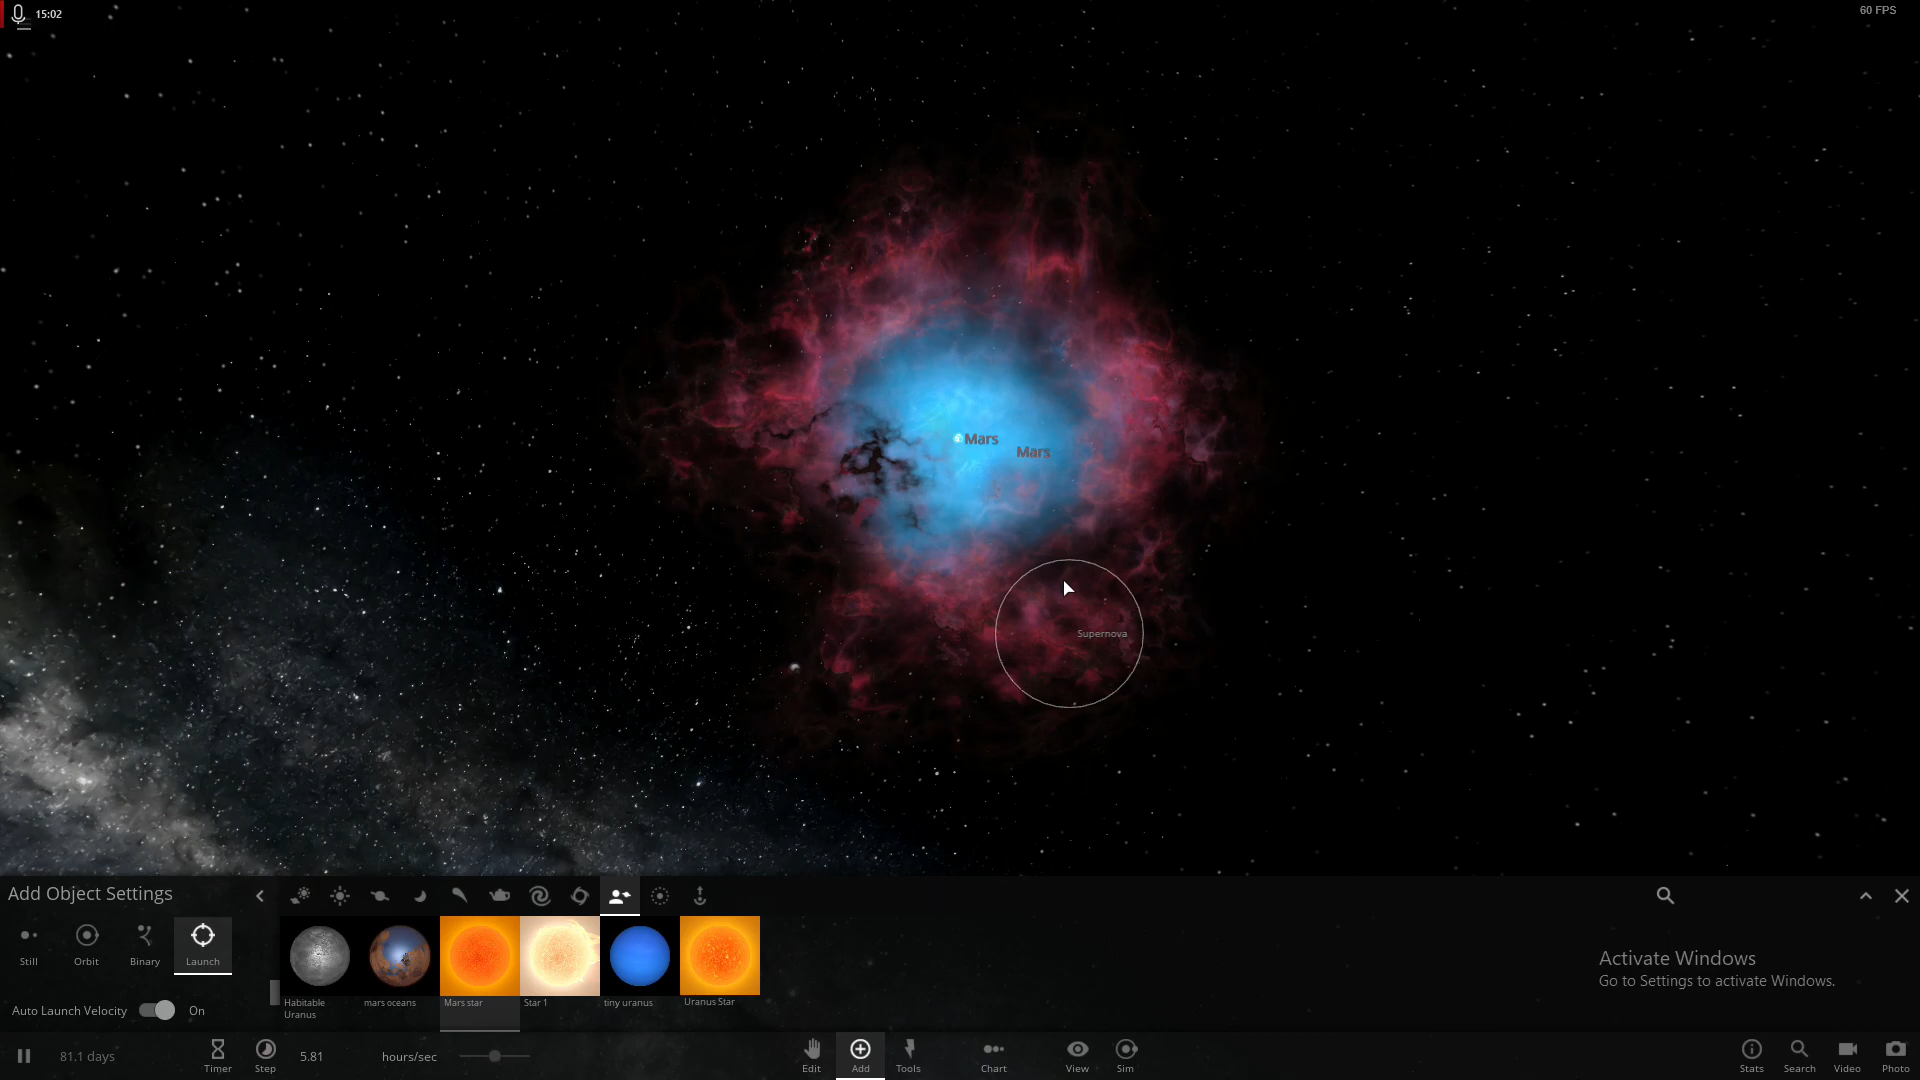 15:02
60 FPS
Mars
Mars
Supernova
Add Object Settings
Still
Orbit
Binary
Launch
Auto Launch Velocity
On
Habitable
Uranus
mars oceans
Mars star
Star 1
tiny uranus
Uranus Star
Activate Windows
Go to Settings to activate Windows.
81.1 days
Timer
Step
5.81
hours/sec
Edit
Add
Tools
Chart
View
Sim
Stats
Search
Video
Photo